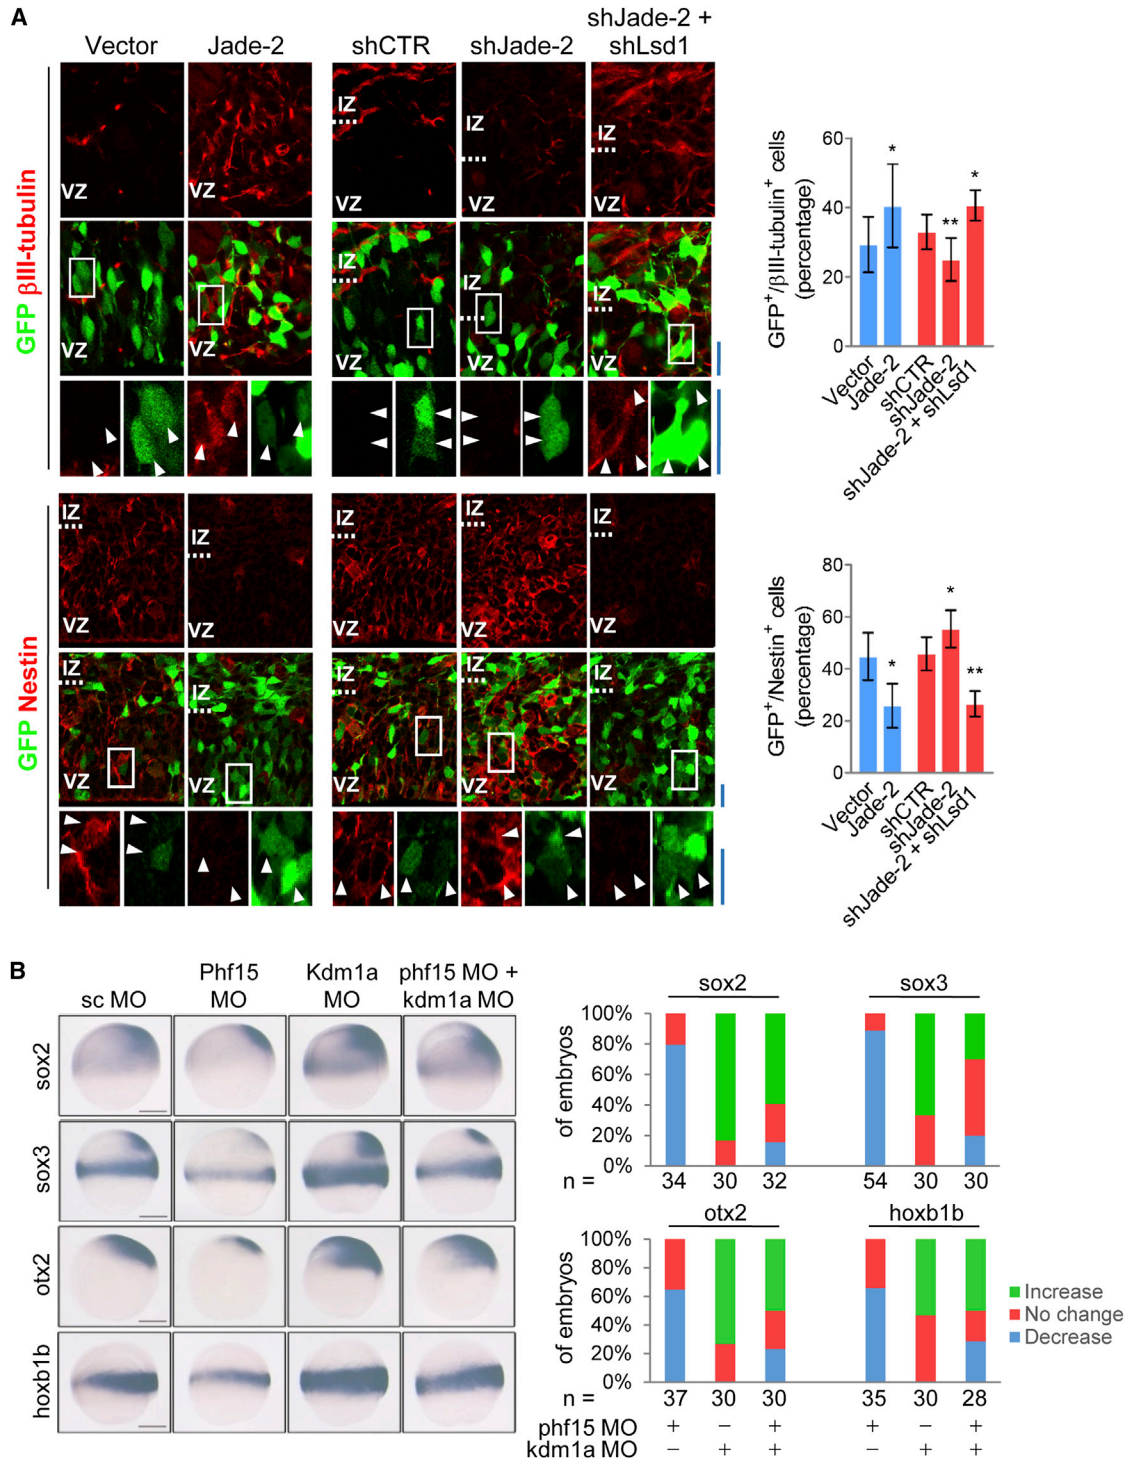 A
Vector
Jade-2
shCTR
shJade-2
shJade-2 +
shLsd1
GFP βIII-tubulin
VZ
VZ
IZ
VZ
IZ
VZ
IZ
VZ
VZ
VZ
IZ
VZ
IZ
VZ
IZ
VZ
GFP⁺/βIII-tubulin⁺ cells
(percentage)
60
40
20
0
*
**
*
Vector
Jade-2
shCTR
shJade-2
shJade-2 + shLsd1
GFP Nestin
IZ
VZ
IZ
VZ
IZ
VZ
IZ
VZ
IZ
VZ
IZ
VZ
IZ
VZ
IZ
VZ
IZ
VZ
IZ
VZ
GFP⁺/Nestin⁺ cells
(percentage)
80
60
40
20
0
*
*
**
Vector
Jade-2
shCTR
shJade-2
shJade-2 + shLsd1
B
sc MO
Phf15
MO
Kdm1a
MO
phf15 MO +
kdm1a MO
sox2
sox3
otx2
hoxb1b
sox2
sox3
of embryos
100%
80%
60%
40%
20%
0%
n = 34 30 32 54 30 30
otx2
hoxb1b
of embryos
100%
80%
60%
40%
20%
0%
n = 37 30 30 35 30 28
phf15 MO + − + + − +
kdm1a MO − + + − + +
Increase
No change
Decrease